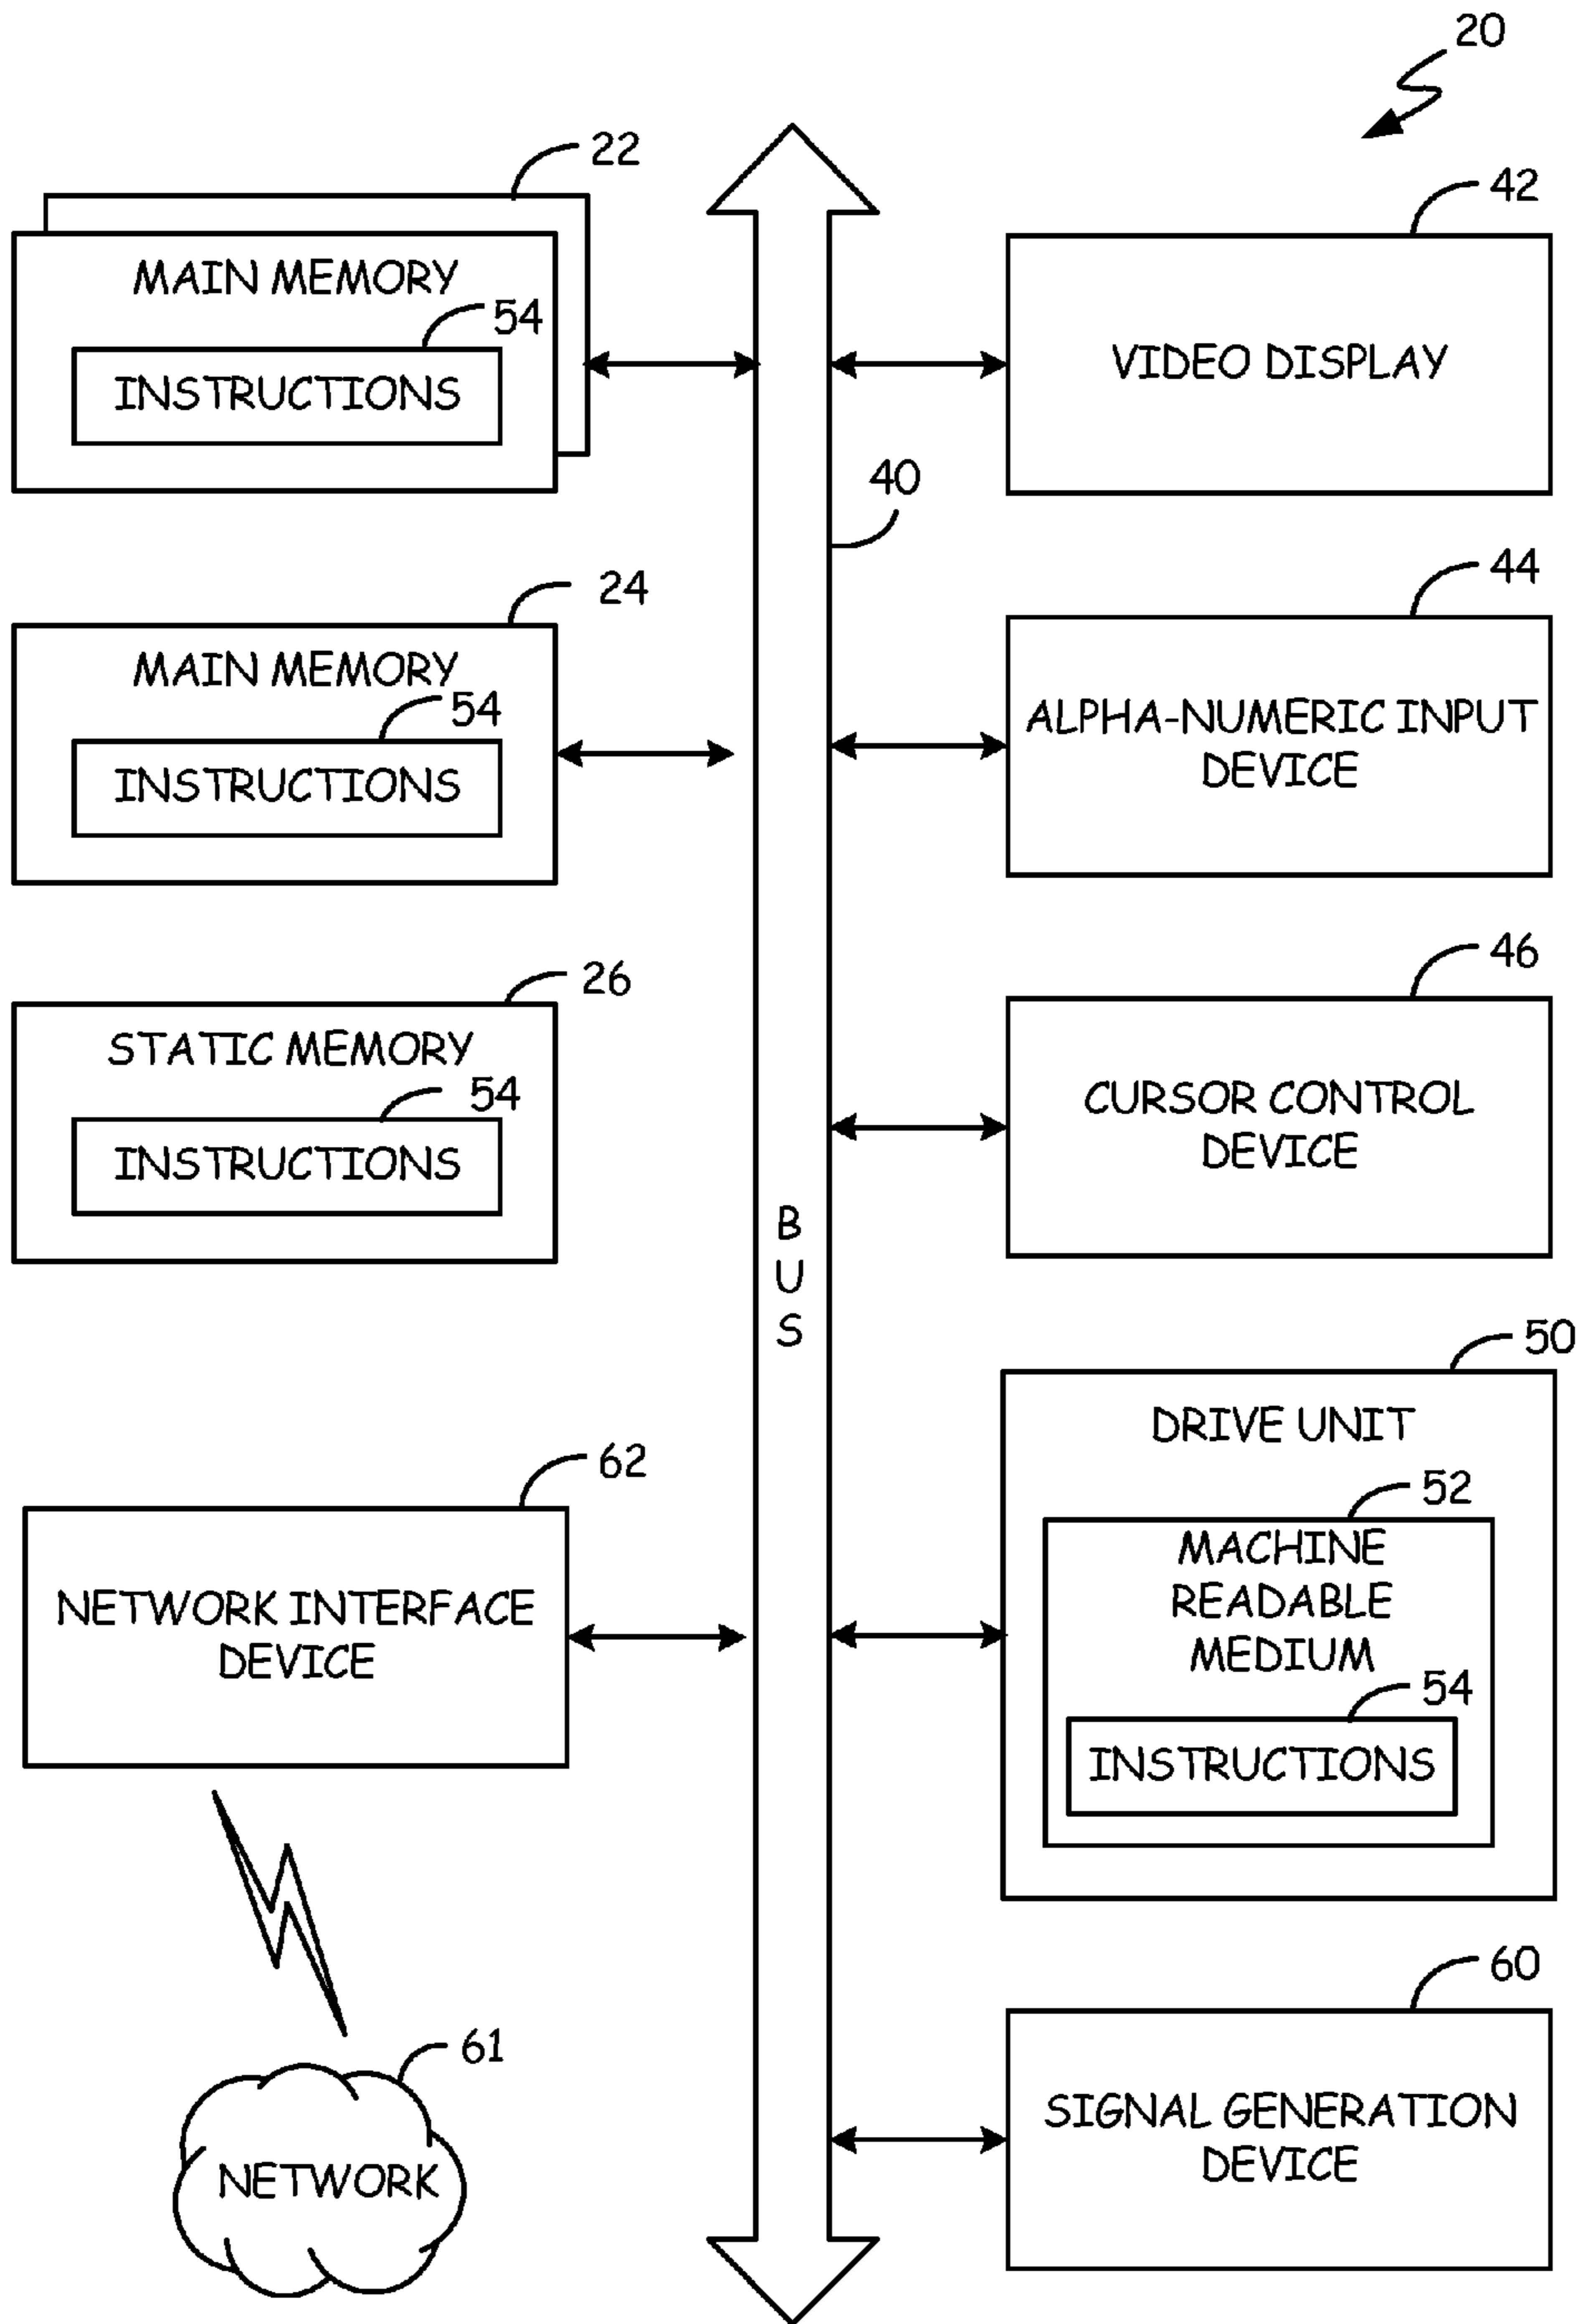 20
22
MAIN MEMORY
54
INSTRUCTIONS
42
VIDEO DISPLAY
40
24
MAIN MEMORY
54
INSTRUCTIONS
44
ALPHA-NUMERIC INPUT
DEVICE
26
STATIC MEMORY
54
INSTRUCTIONS
46
CURSOR CONTROL
DEVICE
BUS
62
NETWORK INTERFACE
DEVICE
50
DRIVE UNIT
52
MACHINE
READABLE
MEDIUM
54
INSTRUCTIONS
61
NETWORK
60
SIGNAL GENERATION
DEVICE